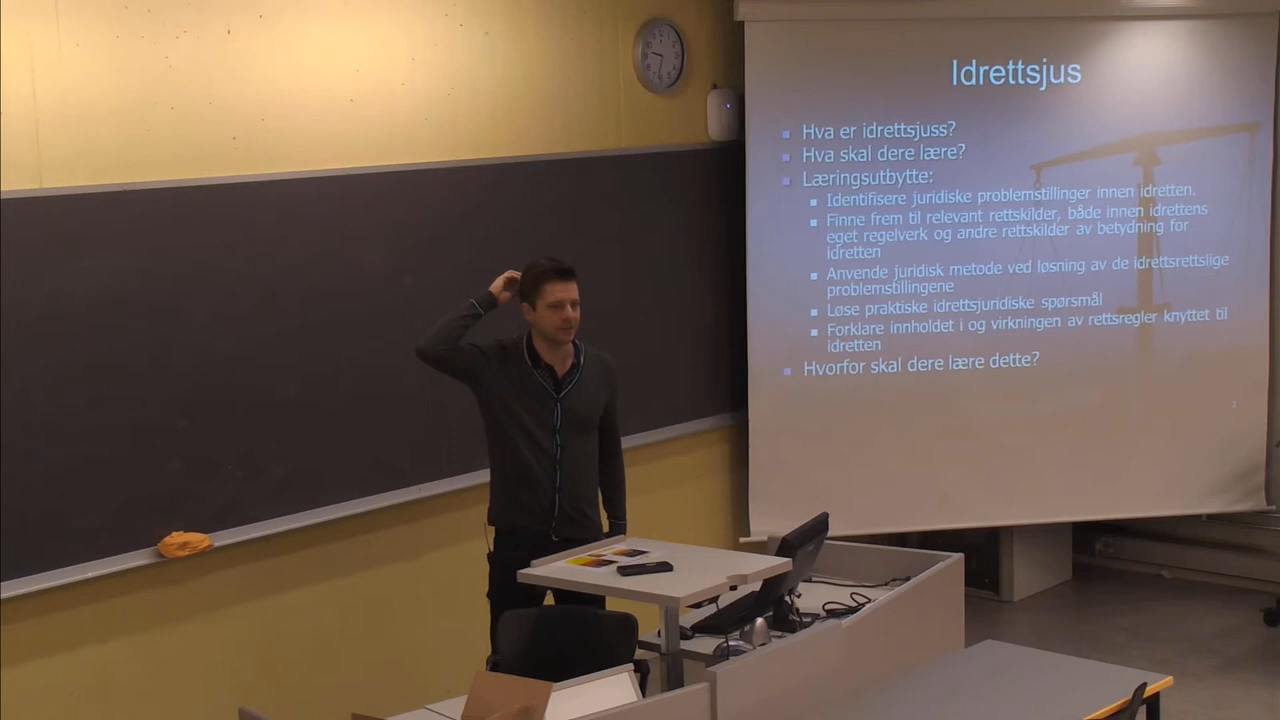 Idrettsjus
Hva er idrettsjuss?
Hva skal dere lære?
Læringsutbytte:
Identifisere juridiske problemstillinger innen idretten.
Finne frem til relevant rettskilder, både innen idrettens
eget regelverk og andre rettskilder av betydning for
idretten
Anvende juridisk metode ved løsning av de idrettsrettslige
problemstillingene
Løse praktiske idrettsjuridiske spørsmål
Forklare innholdet i og virkningen av rettsregler knyttet til
idretten
Hvorfor skal dere lære dette?